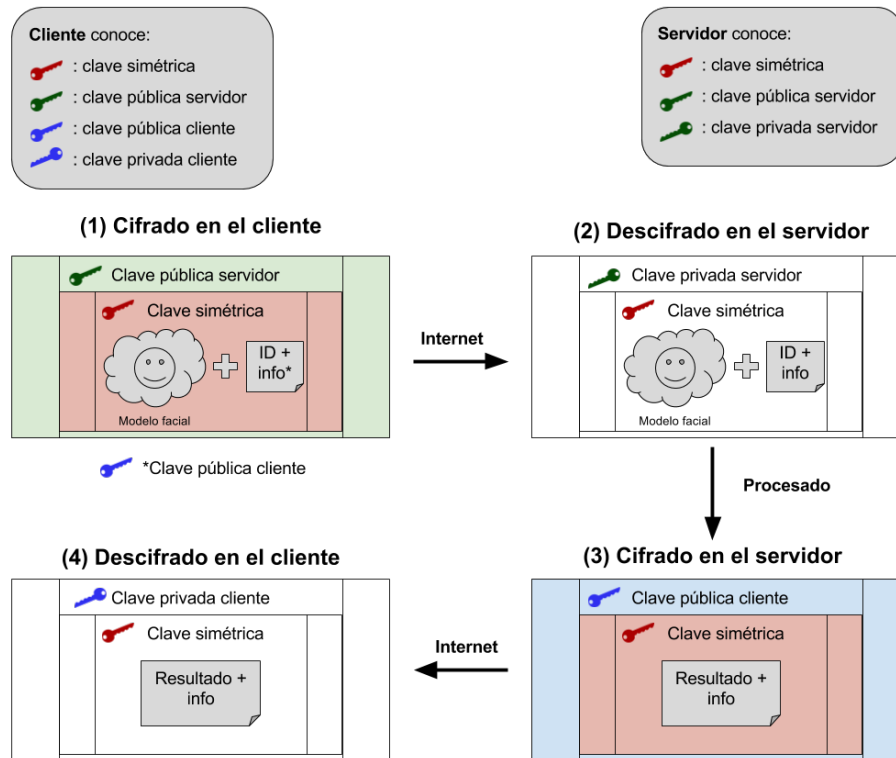 Cliente conoce:
: clave simétrica
: clave pública servidor
: clave pública cliente
: clave privada cliente
Servidor conoce:
: clave simétrica
: clave pública servidor
: clave privada servidor
(1) Cifrado en el cliente
Clave pública servidor
Clave simétrica
ID +
info*
Modelo facial
*Clave pública cliente
Internet
(2) Descifrado en el servidor
Clave privada servidor
Clave simétrica
ID +
info
Modelo facial
Procesado
(3) Cifrado en el servidor
Clave pública cliente
Clave simétrica
Resultado +
info
Internet
(4) Descifrado en el cliente
Clave privada cliente
Clave simétrica
Resultado +
info